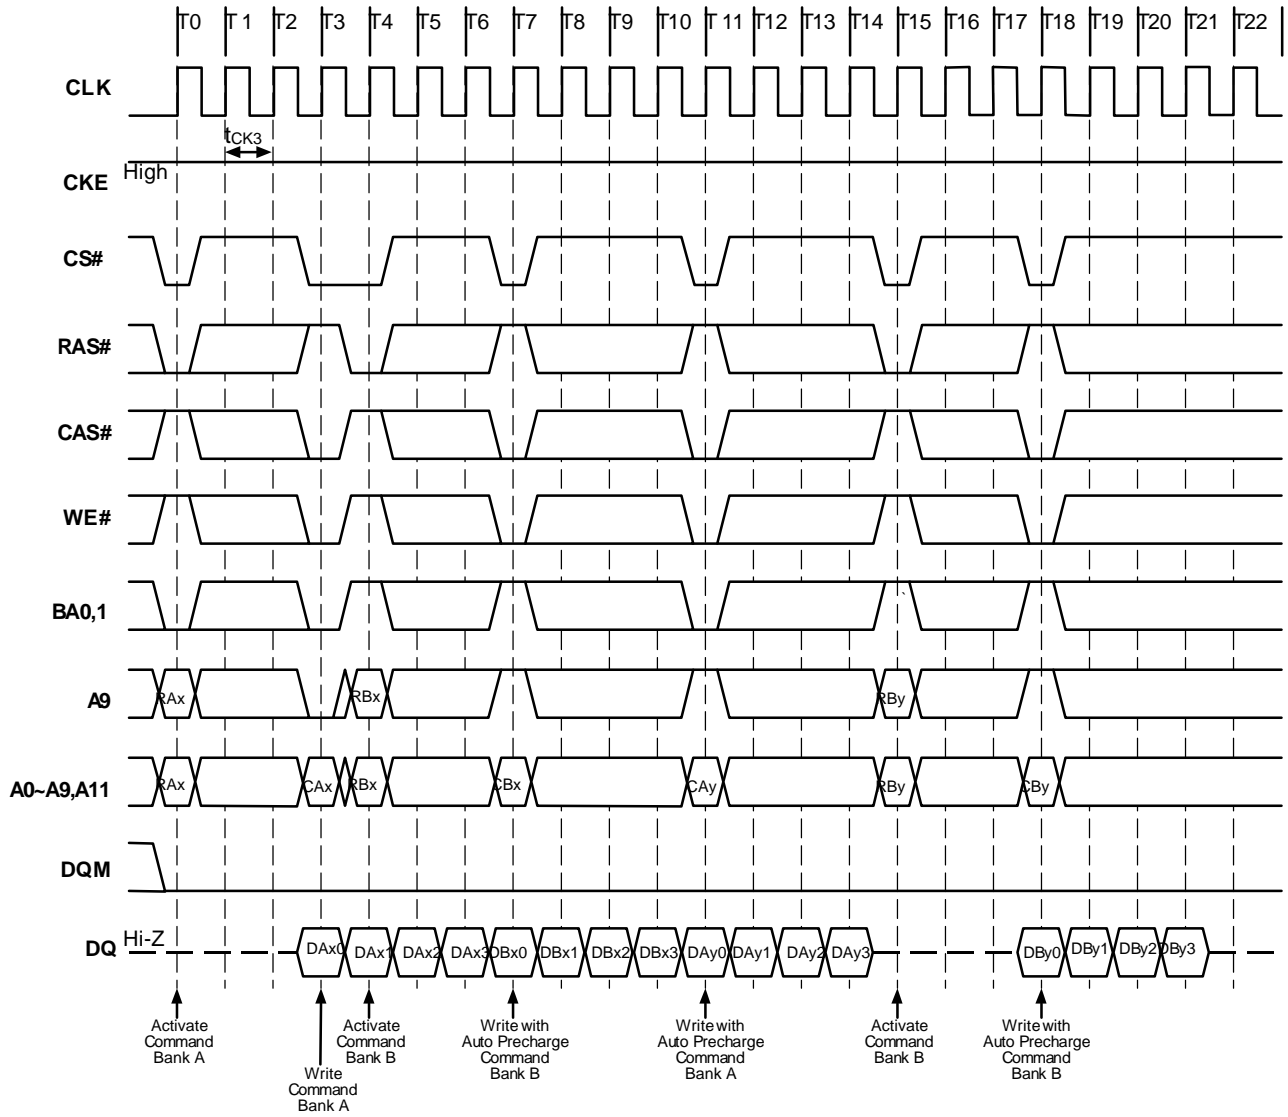 T0 T 1 T2 T3 T4 T5 T6 T7 T8 T9 T10 T 11 T12 T13 T14 T15 T16 T17 T18 T19 T20 T21 T22
CLK
tCK3
High
CKE
CS#
RAS#
CAS#
WE#
BA0,1
A9 RAx RBx RBy
A0~A9,A11 RAx CAx RBx CBx CAy RBy CBy
DQM
Hi-Z
DQ DAx0 DAx1 DAx2 DAx3 DBx0 DBx1 DBx2 DBx3 DAy0 DAy1 DAy2 DAy3 DBy0 DBy1 DBy2 DBy3
Activate
Command
Bank A
Write
Command
Bank A
Activate
Command
Bank B
Write with
Auto Precharge
Command
Bank B
Write with
Auto Precharge
Command
Bank A
Activate
Command
Bank B
Write with
Auto Precharge
Command
Bank B